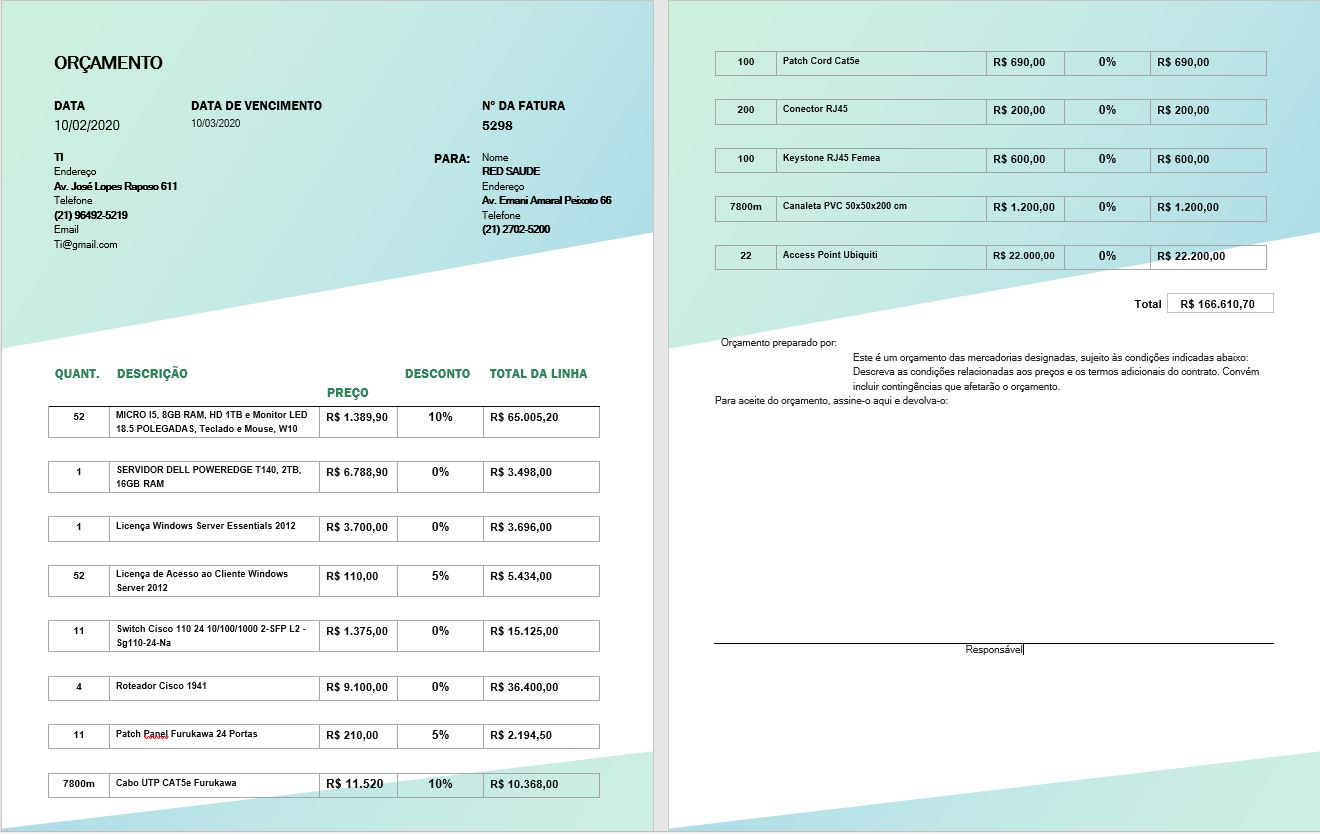 ORÇAMENTO
DATA DATA DE VENCIMENTO Nº DA FATURA
10/02/2020 10/03/2020 5298
TI
Endereço
Av. José Lopes Raposo 611
Telefone
(21) 96492-5219
Email
Ti@gmail.com
PARA: Nome
RED SAUDE
Endereço
Av. Ernani Amaral Peixoto 66
Telefone
(21) 2702-5200
QUANT. DESCRIÇÃO PREÇO DESCONTO TOTAL DA LINHA
52 MICRO I5, 8GB RAM, HD 1TB e Monitor LED R$ 1.389,90 10% R$ 65.005,20
18.5 POLEGADAS, Teclado e Mouse, W10
1 SERVIDOR DELL POWEREDGE T140, 2TB, R$ 6.788,90 0% R$ 3.498,00
16GB RAM
1 Licença Windows Server Essentials 2012 R$ 3.700,00 0% R$ 3.696,00
52 Licença de Acesso ao Cliente Windows R$ 110,00 5% R$ 5.434,00
Server 2012
11 Switch Cisco 110 24 10/100/1000 2-SFP L2 - R$ 1.375,00 0% R$ 15.125,00
Sg110-24-Na
4 Roteador Cisco 1941 R$ 9.100,00 0% R$ 36.400,00
11 Patch Panel Furukawa 24 Portas R$ 210,00 5% R$ 2.194,50
7800m Cabo UTP CAT5e Furukawa R$ 11.520 10% R$ 10.368,00
100 Patch Cord Cat5e R$ 690,00 0% R$ 690,00
200 Conector RJ45 R$ 200,00 0% R$ 200,00
100 Keystone RJ45 Femea R$ 600,00 0% R$ 600,00
7800m Canaleta PVC 50x50x200 cm R$ 1.200,00 0% R$ 1.200,00
22 Access Point Ubiquiti R$ 22.000,00 0% R$ 22.200,00
Total R$ 166.610,70
Orçamento preparado por:
Este é um orçamento das mercadorias designadas, sujeito às condições indicadas abaixo:
Descreva as condições relacionadas aos preços e os termos adicionais do contrato. Convém
incluir contingências que afetarão o orçamento.
Para aceite do orçamento, assine-o aqui e devolva-o:
Responsável